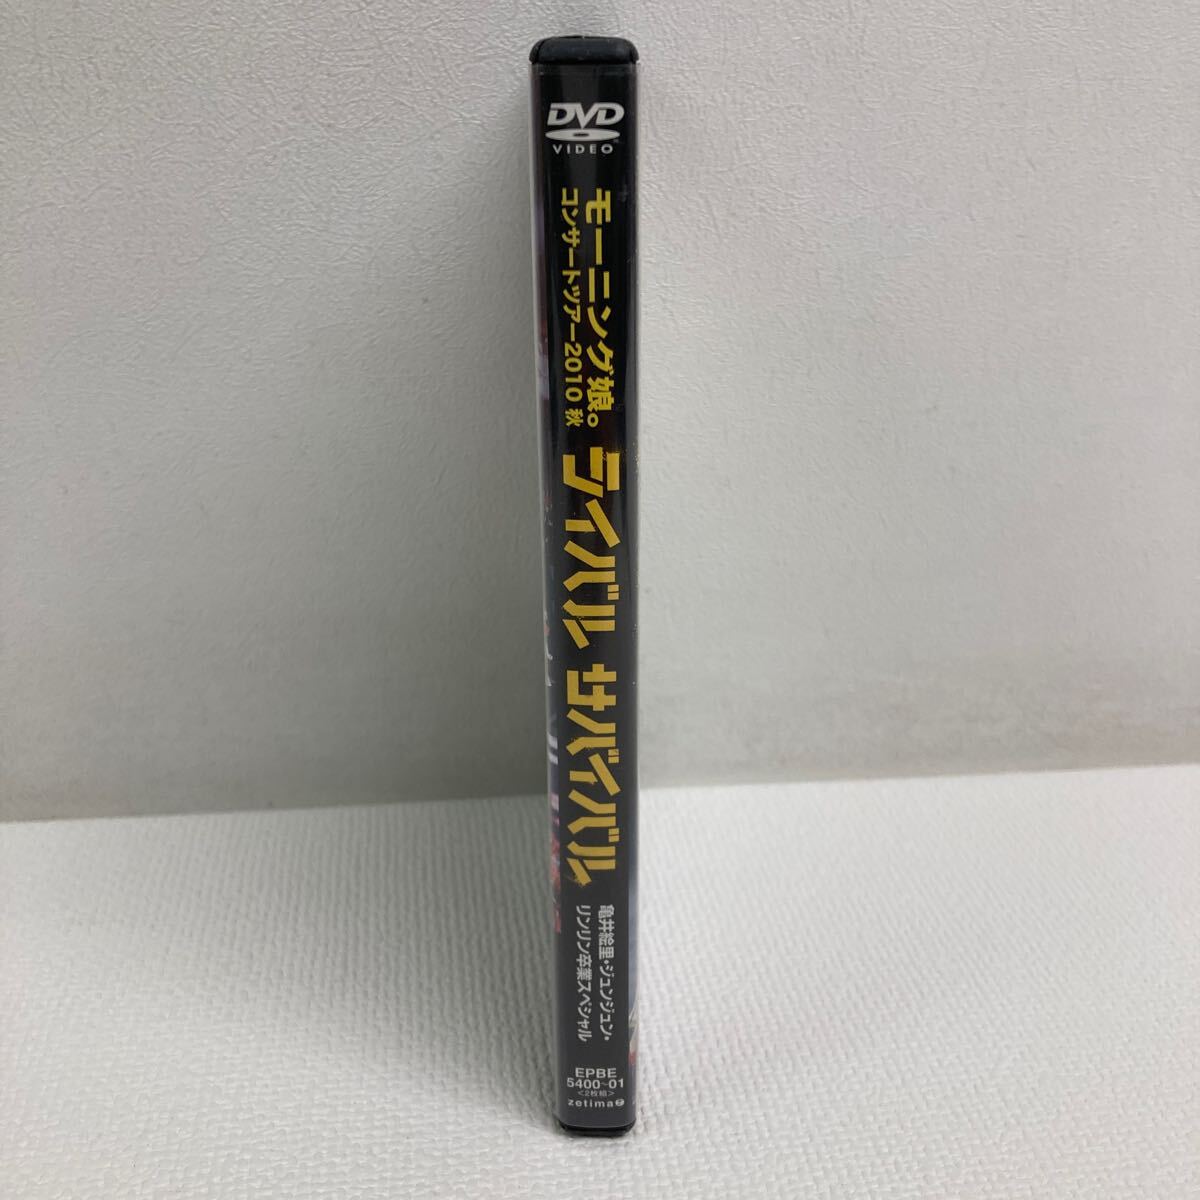 DVD
VIDEO
モーニング娘。
コンサートツアー2010 秋
ライバル サバイバル
亀井絵里・ジュンジュン・
リンリン卒業スペシャル
EPBE
5400~01
<2枚組>
zetima